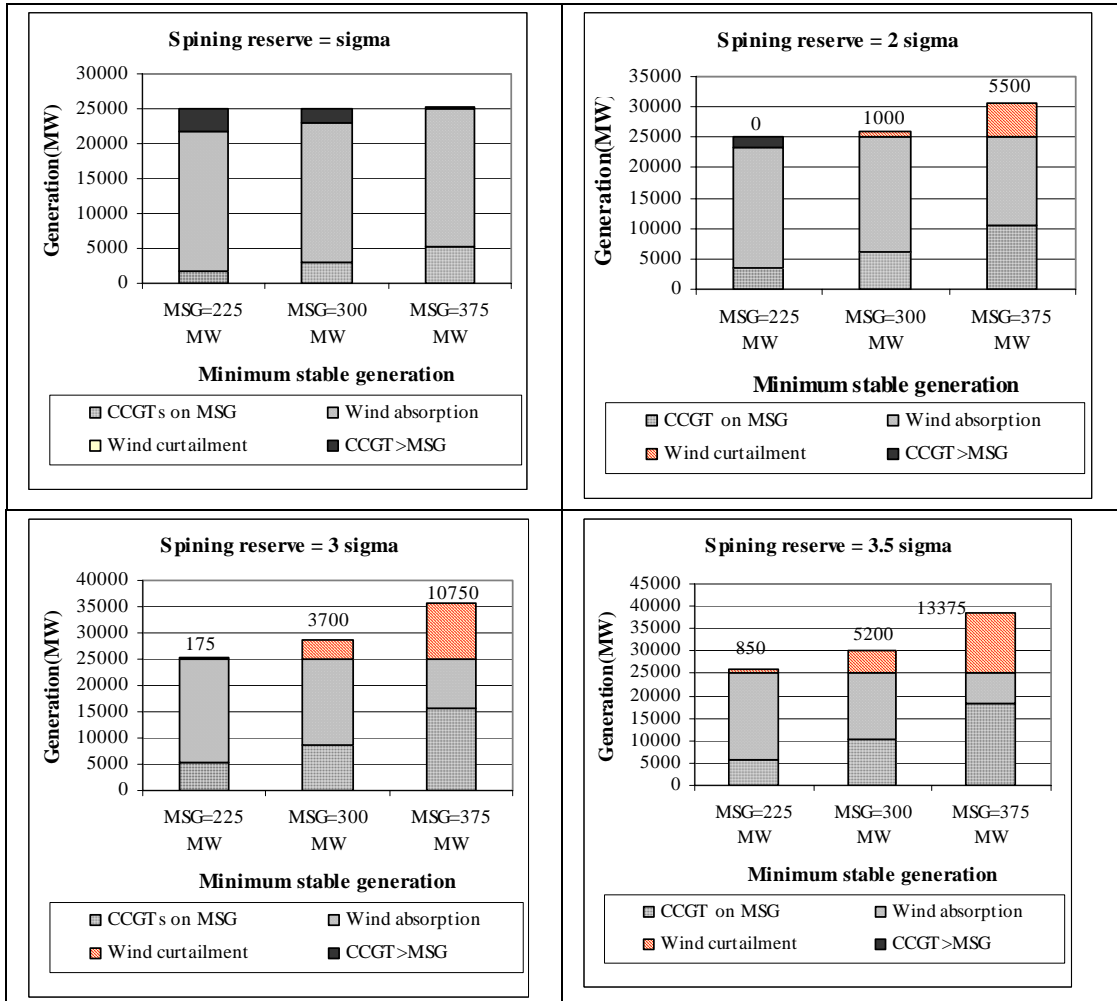 Spining reserve = sigma
Generation(MW)
30000
25000
20000
15000
10000
5000
0
MSG=225 MW
MSG=300 MW
MSG=375 MW
Minimum stable generation
CCGTs on MSG
Wind absorption
Wind curtailment
CCGT>MSG
Spining reserve = 2 sigma
Generation(MW)
35000
30000
25000
20000
15000
10000
5000
0
0
1000
5500
MSG=225 MW
MSG=300 MW
MSG=375 MW
Minimum stable generation
CCGT on MSG
Wind absorption
Wind curtailment
CCGT>MSG
Spining reserve = 3 sigma
Generation(MW)
40000
35000
30000
25000
20000
15000
10000
5000
0
175
3700
10750
MSG=225 MW
MSG=300 MW
MSG=375 MW
Minimum stable generation
CCGTs on MSG
Wind absorption
Wind curtailment
CCGT>MSG
Spining reserve = 3.5 sigma
Generation(MW)
45000
40000
35000
30000
25000
20000
15000
10000
5000
0
850
5200
13375
MSG=225 MW
MSG=300 MW
MSG=375 MW
Minimum stable generation
CCGT on MSG
Wind absorption
Wind curtailment
CCGT>MSG